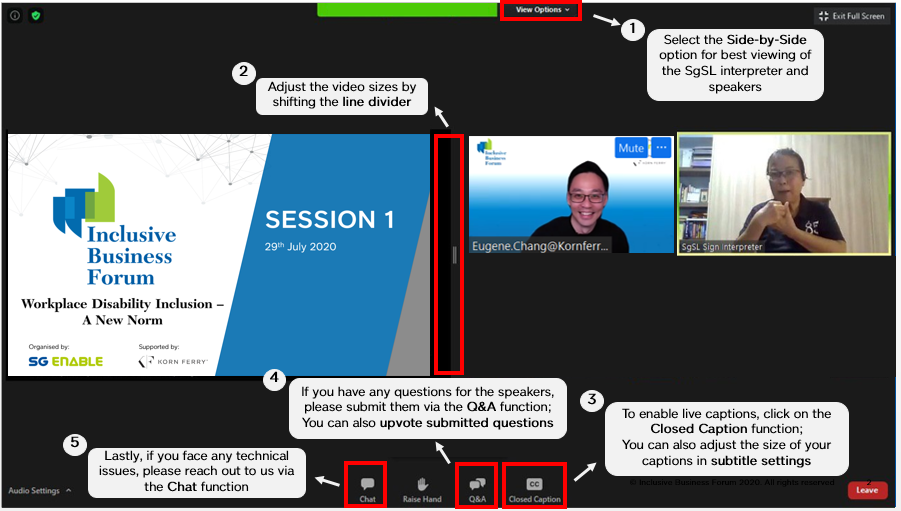 View Options
Exit Full Screen
1
Select the Side-by-Side
option for best viewing of
the SgSL interpreter and
speakers
2
Adjust the video sizes by
shifting the line divider
Inclusive
Business
Forum
Workplace Disability Inclusion –
A New Norm
Organised by:
SG ENABLE
Supported by:
KORN FERRY
SESSION 1
29th July 2020
Inclusive
Business
Forum
Mute
...
KORN FERRY
Eugene.Chang@Kornferr...
SgSL Sign Interpreter
4
If you have any questions for the speakers,
please submit them via the Q&A function;
You can also upvote submitted questions
3
To enable live captions, click on the
Closed Caption function;
You can also adjust the size of your
captions in subtitle settings
5
Lastly, if you face any technical
issues, please reach out to us via
the Chat function
Audio Settings
Chat
Raise Hand
Q&A
CC
Closed Caption
© Inclusive Business Forum 2020. All rights reserved.
2
Leave